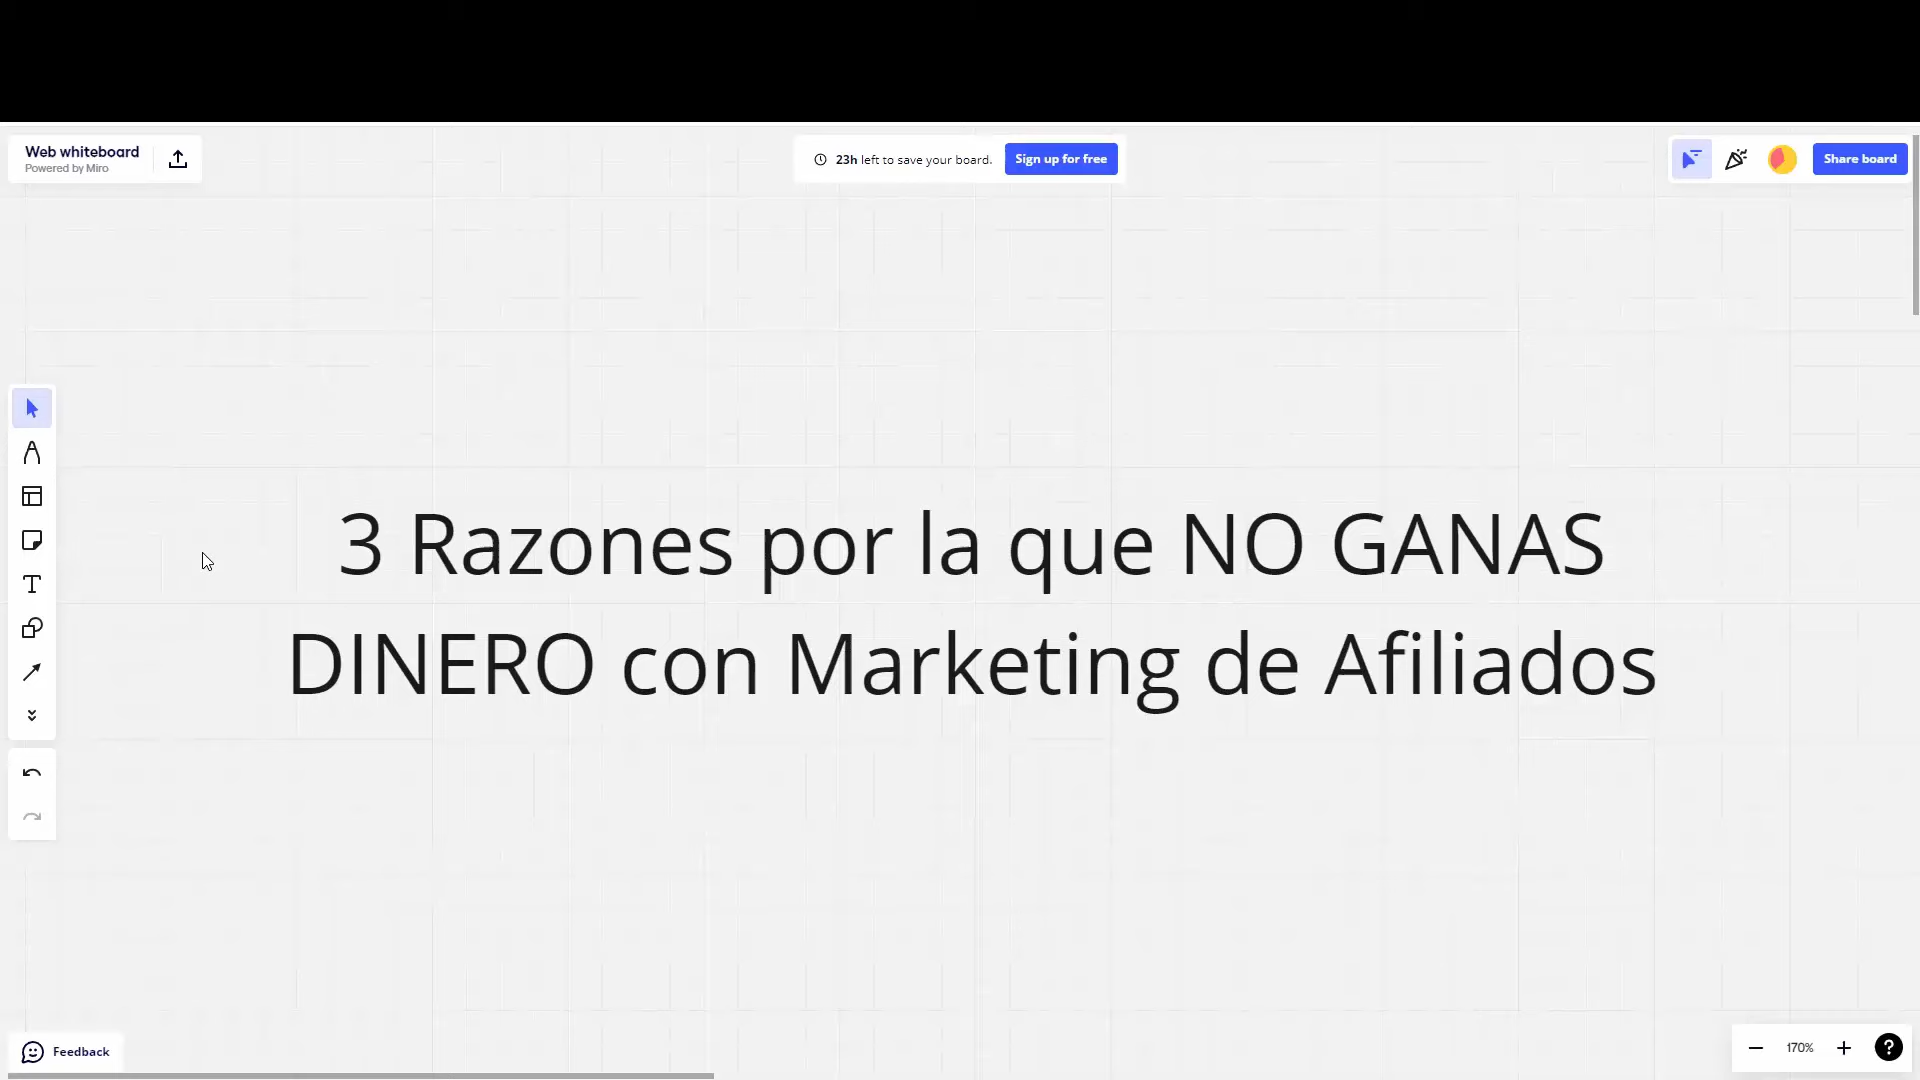 Web whiteboard
Powered by Miro
23h left to save your board.
Sign up for free
Share board
3 Razones por la que NO GANAS
DINERO con Marketing de Afiliados
Feedback
170%